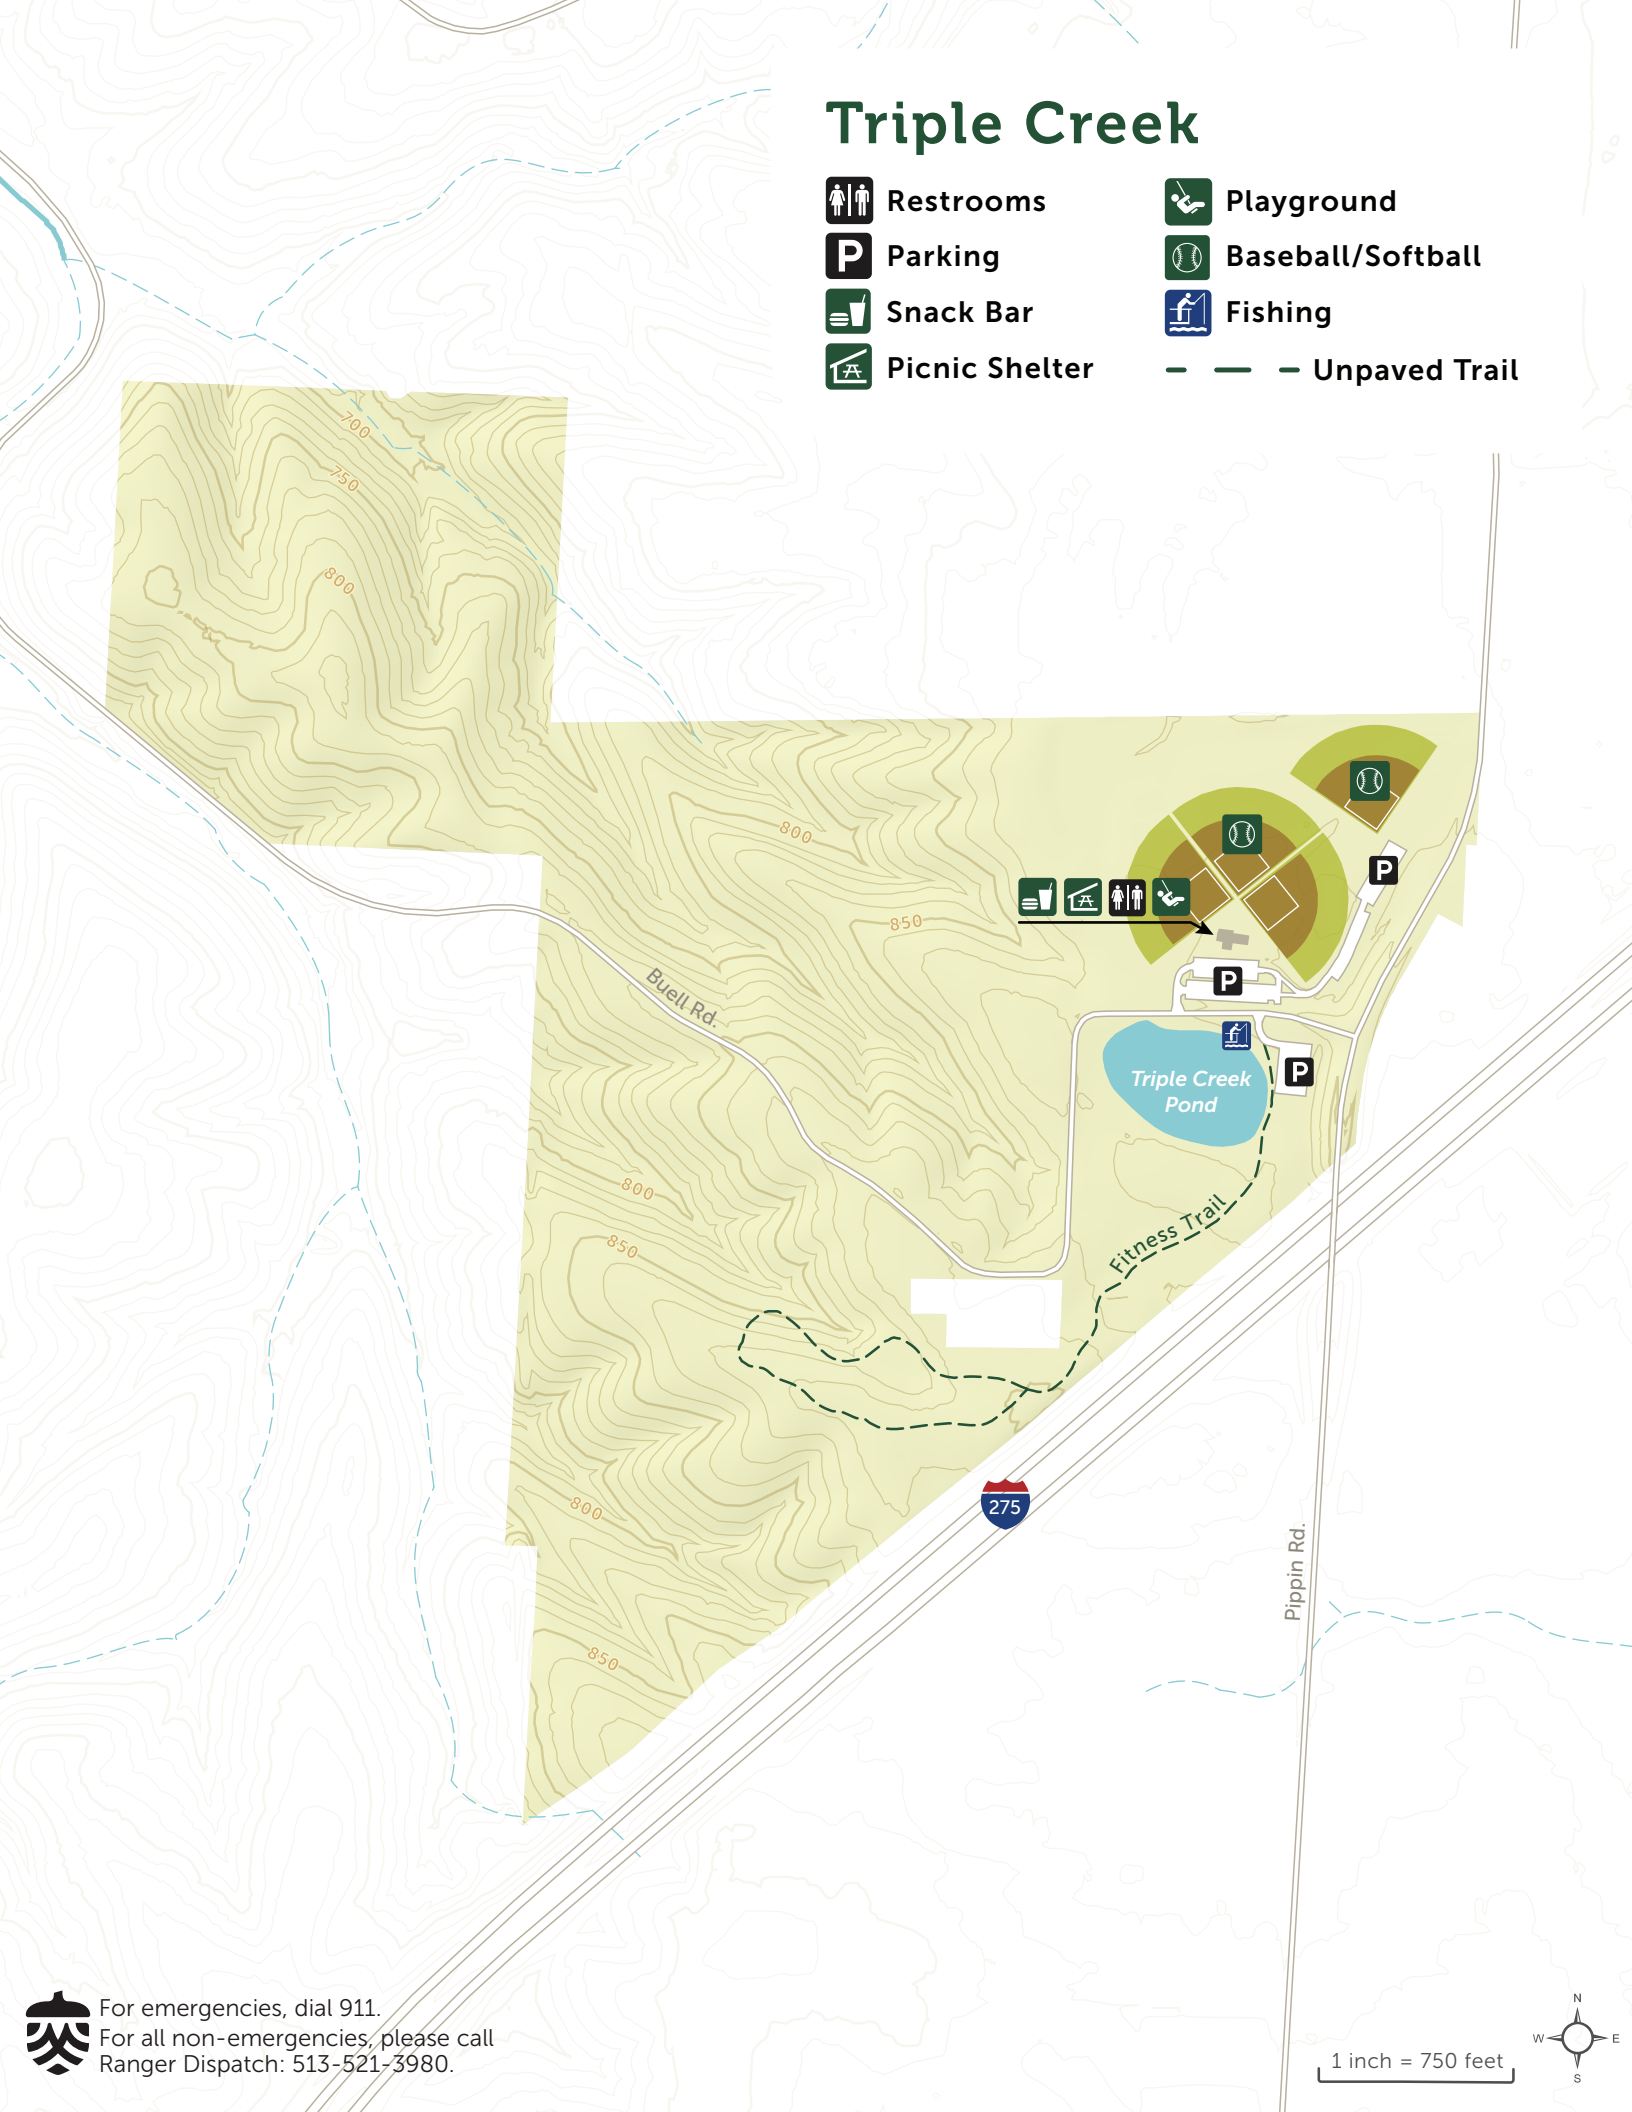 Triple Creek
Restrooms
Playground
P Parking
Baseball/Softball
Snack Bar
Fishing
Picnic Shelter
Unpaved Trail
700
750
800
800
P
850
P
Buell Rd.
P
Triple Creek
Pond
800
Fitness Trail
850
275
800
Pippin Rd.
850
For emergencies, dial 911.
For all non-emergencies, please call
Ranger Dispatch: 513-521-3980.
N
W E
S
1 inch = 750 feet